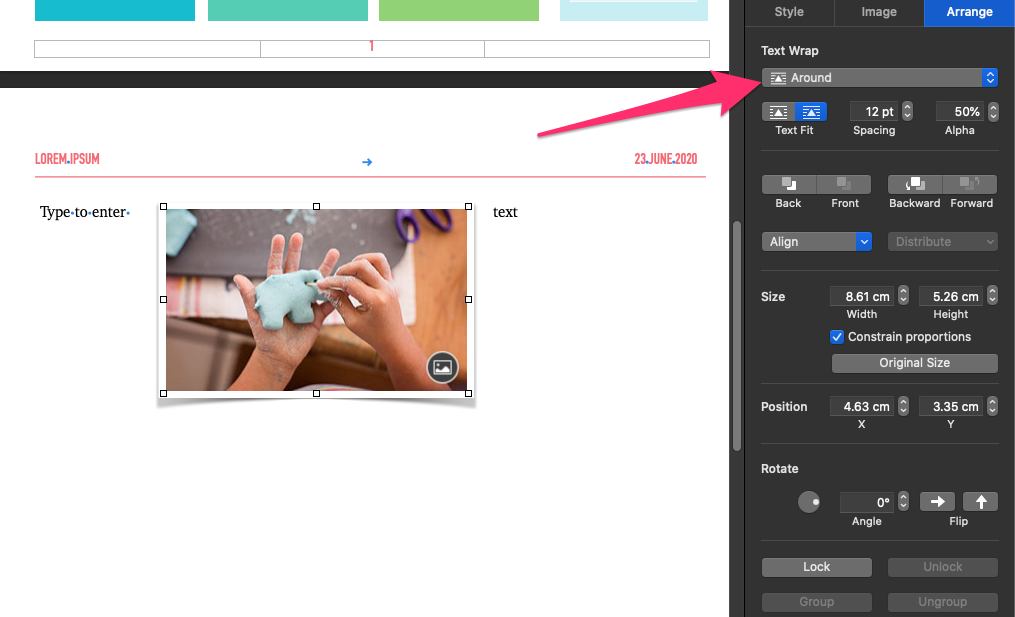 Style Image Arrange
Text Wrap
Around
1
12 pt 50%
Text Fit Spacing Alpha
LOREM IPSUM 23.JUNE.2020
Back Front Backward Forward
Type to enter text
Align Distribute
Size 8.61 cm 5.26 cm
Width Height
Constrain proportions
Original Size
Position 4.63 cm 3.35 cm
X Y
Rotate
0°
Angle Flip
Lock Unlock
Group Ungroup